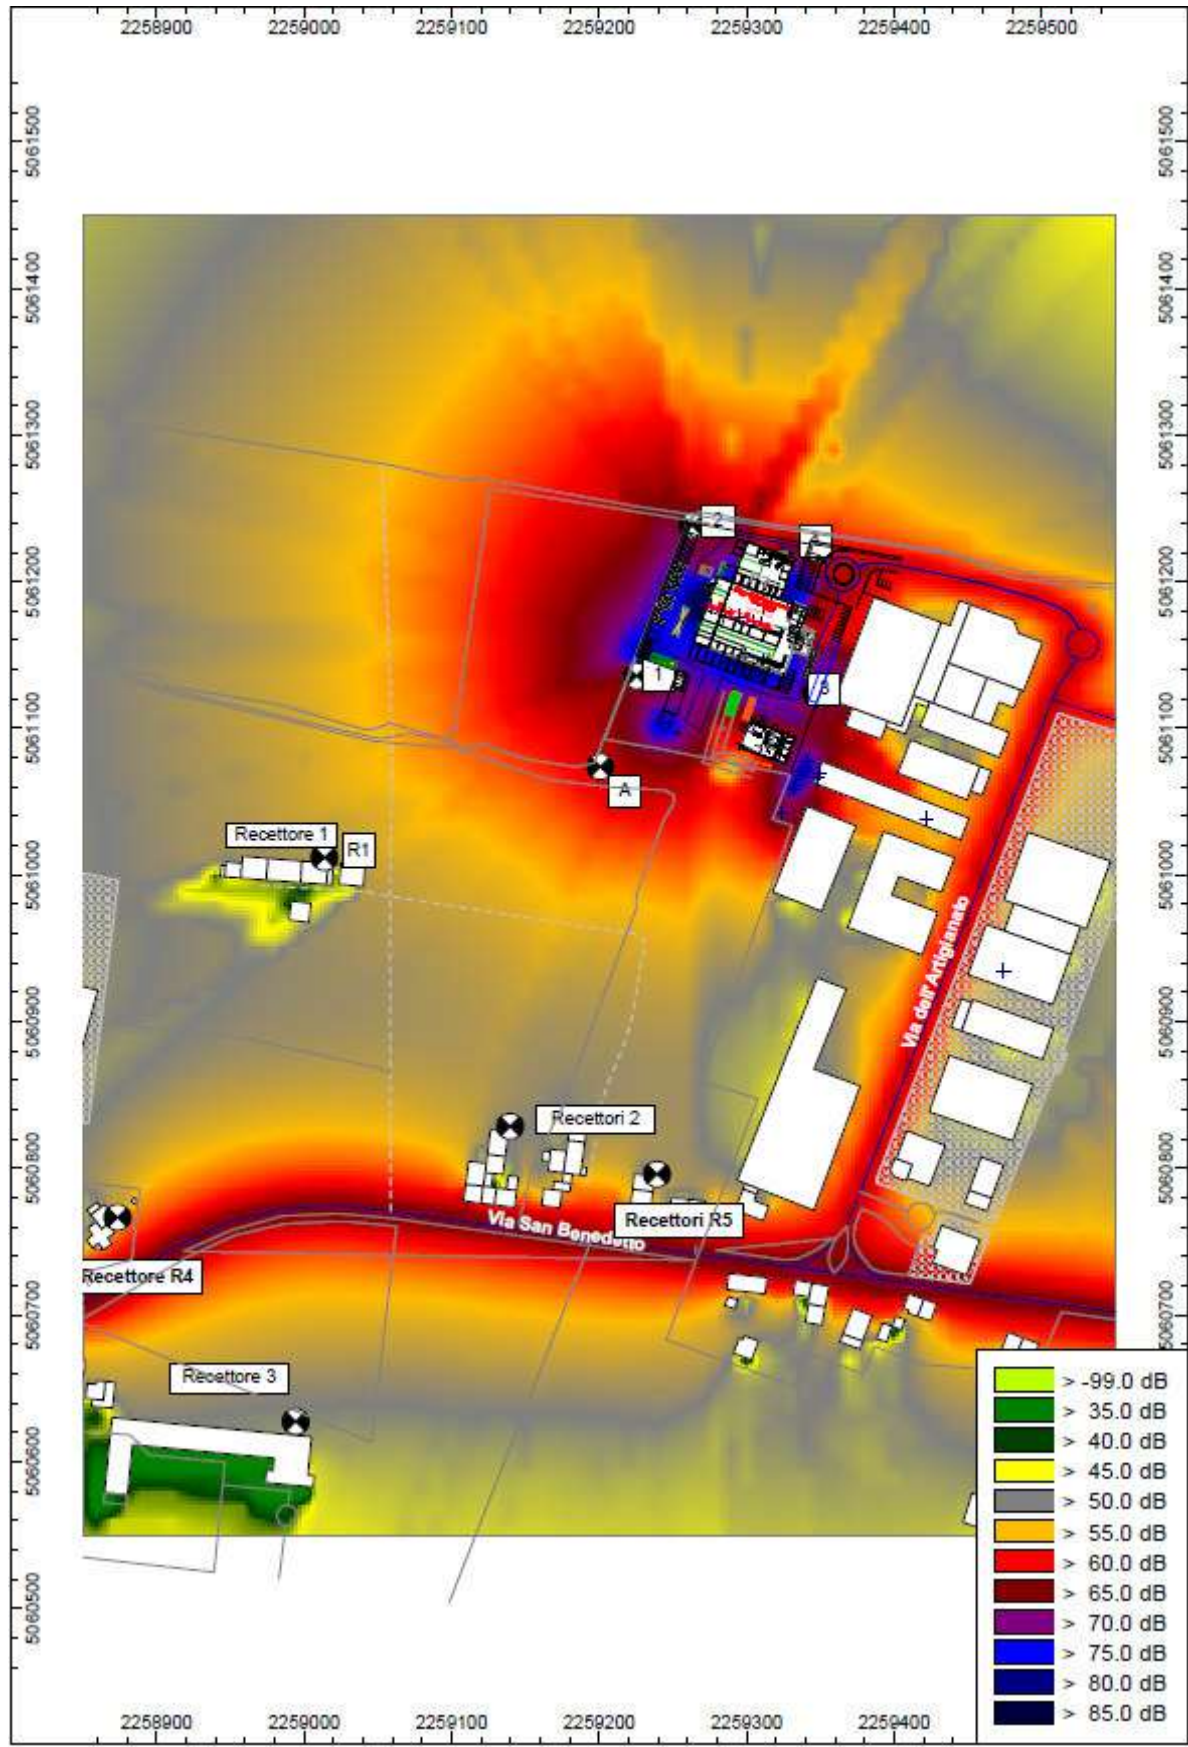 2258900 2259000 2259100 2259200 2259300 2259400 2259500
5061500
5061500
5061400
5061400
5061300
5061300
2
5061200
5061200
1
3
5061100
5061100
A
Recettore 1
R1
5061000
5061000
Via dell'Artigianato
5060900
5060900
Recettori 2
5060800
5060800
Recettori R5
Via San Benedetto
Recettore R4
5060700
5060700
Recettore 3
> -99.0 dB
> 35.0 dB
> 40.0 dB
5060600
> 45.0 dB
> 50.0 dB
> 55.0 dB
> 60.0 dB
5060500
> 65.0 dB
> 70.0 dB
> 75.0 dB
> 80.0 dB
> 85.0 dB
2258900 2259000 2259100 2259200 2259300 2259400